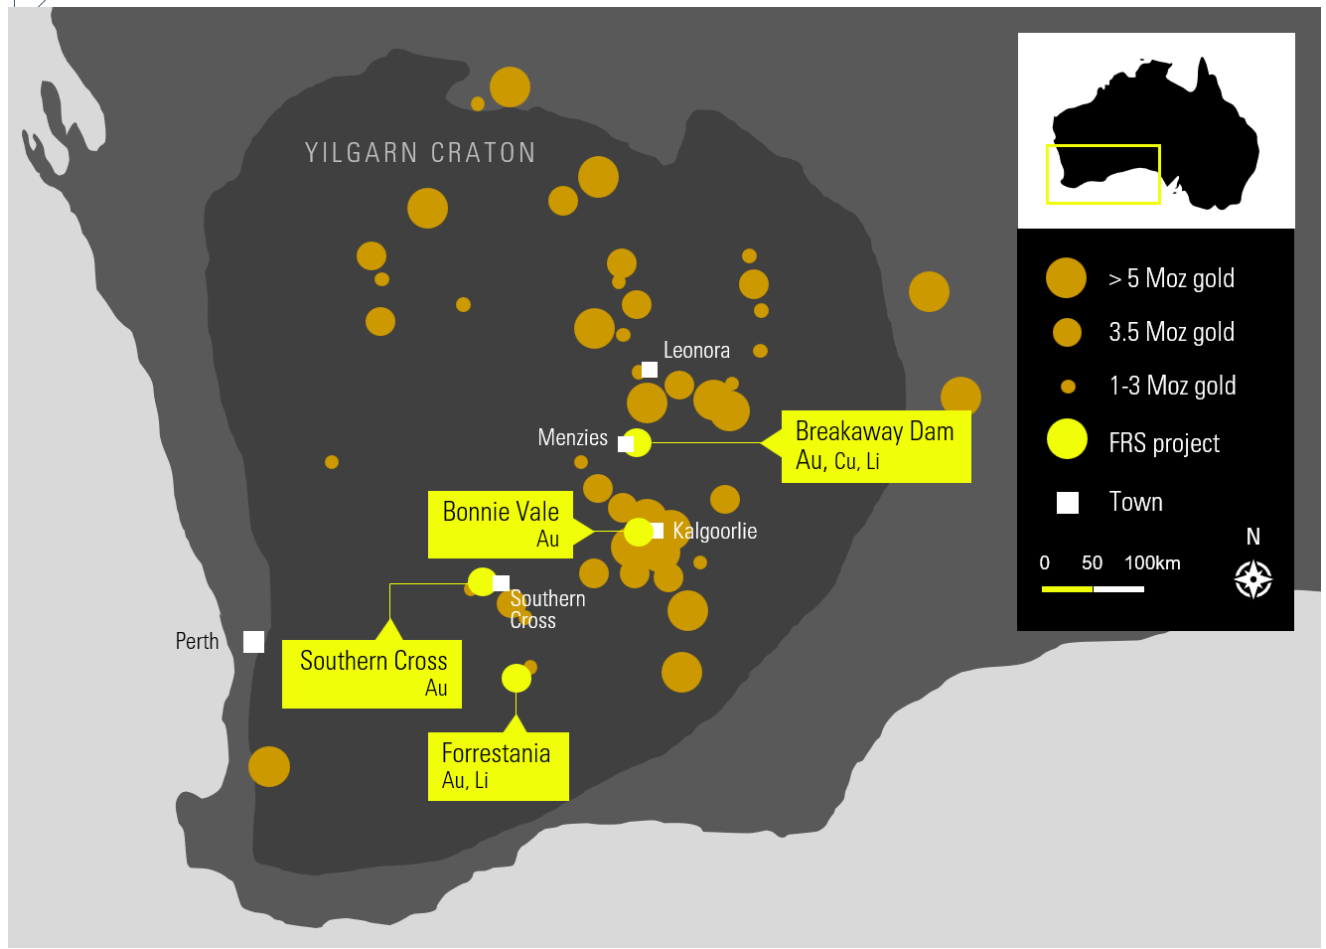 YILGARN CRATON
> 5 Moz gold
3.5 Moz gold
1-3 Moz gold
FRS project
Town
0 50 100km
N
Leonora
Menzies
Breakaway Dam
Au, Cu, Li
Bonnie Vale
Au
Kalgoorlie
Southern
Cross
Perth
Southern Cross
Au
Forrestania
Au, Li